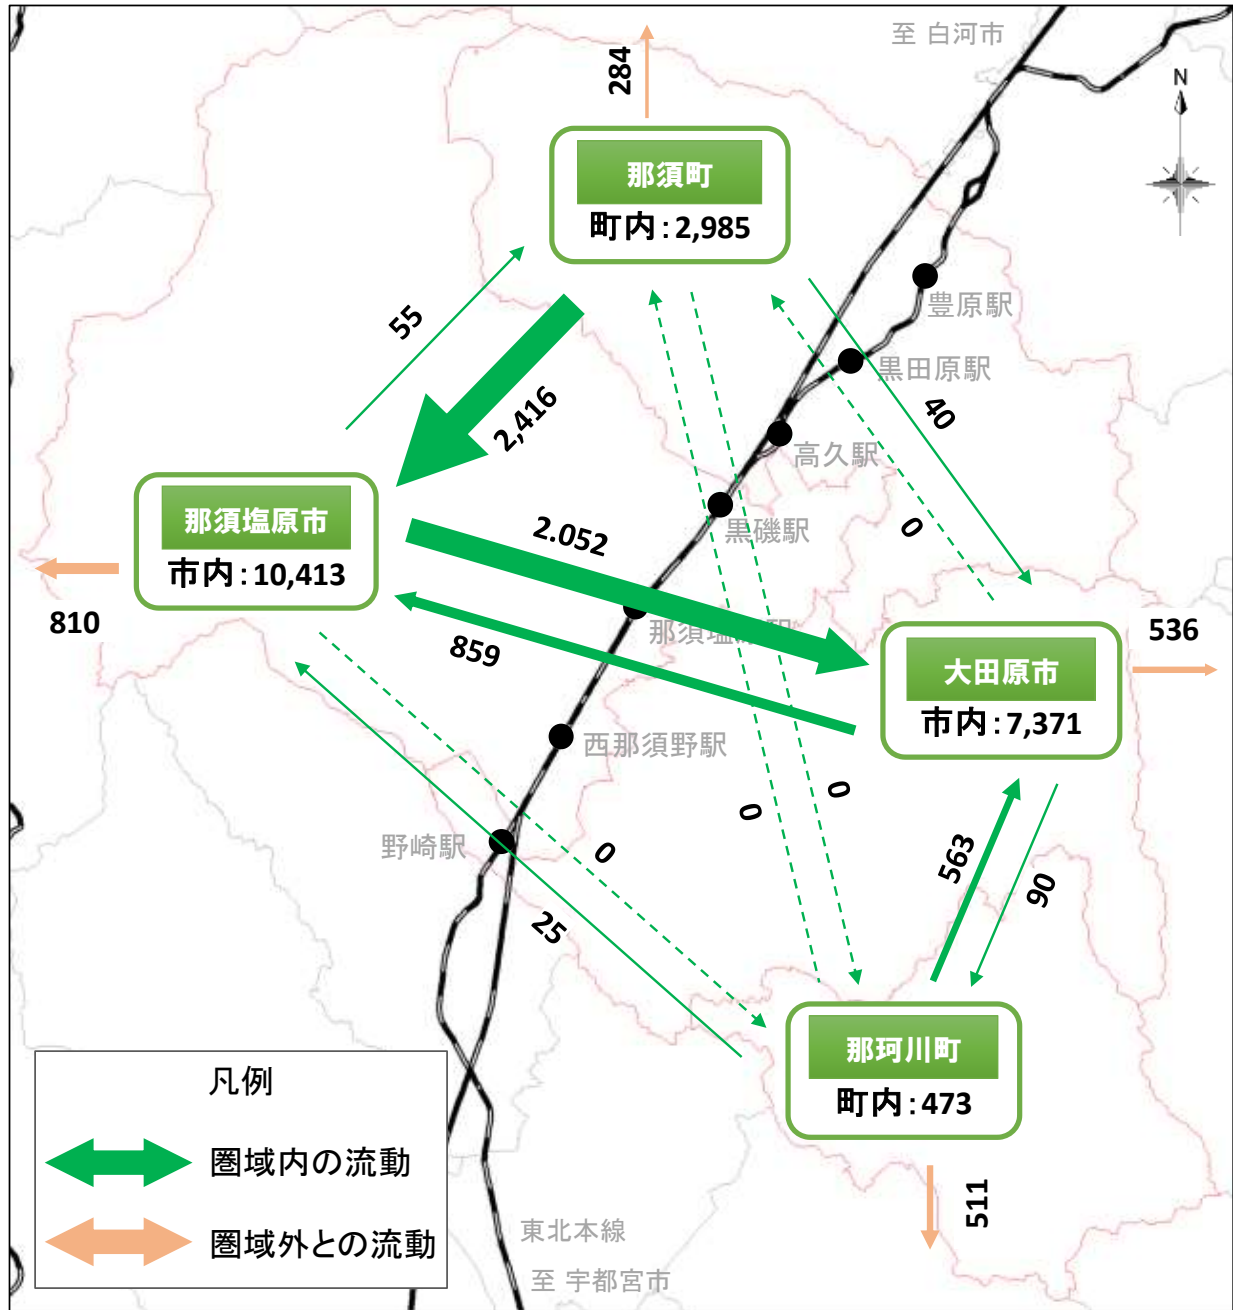 至 白河市
284
N
那須町
町内:2,985
豊原駅
55
黒田原駅
2,416
40
高久駅
那須塩原市
市内:10,413
黒磯駅
2.052
0
810
那須塩原駅
859
536
大田原市
市内:7,371
西那須野駅
0
0
野崎駅
0
563
90
25
那珂川町
町内:473
凡例
圏域内の流動
圏域外との流動
511
東北本線
至 宇都宮市